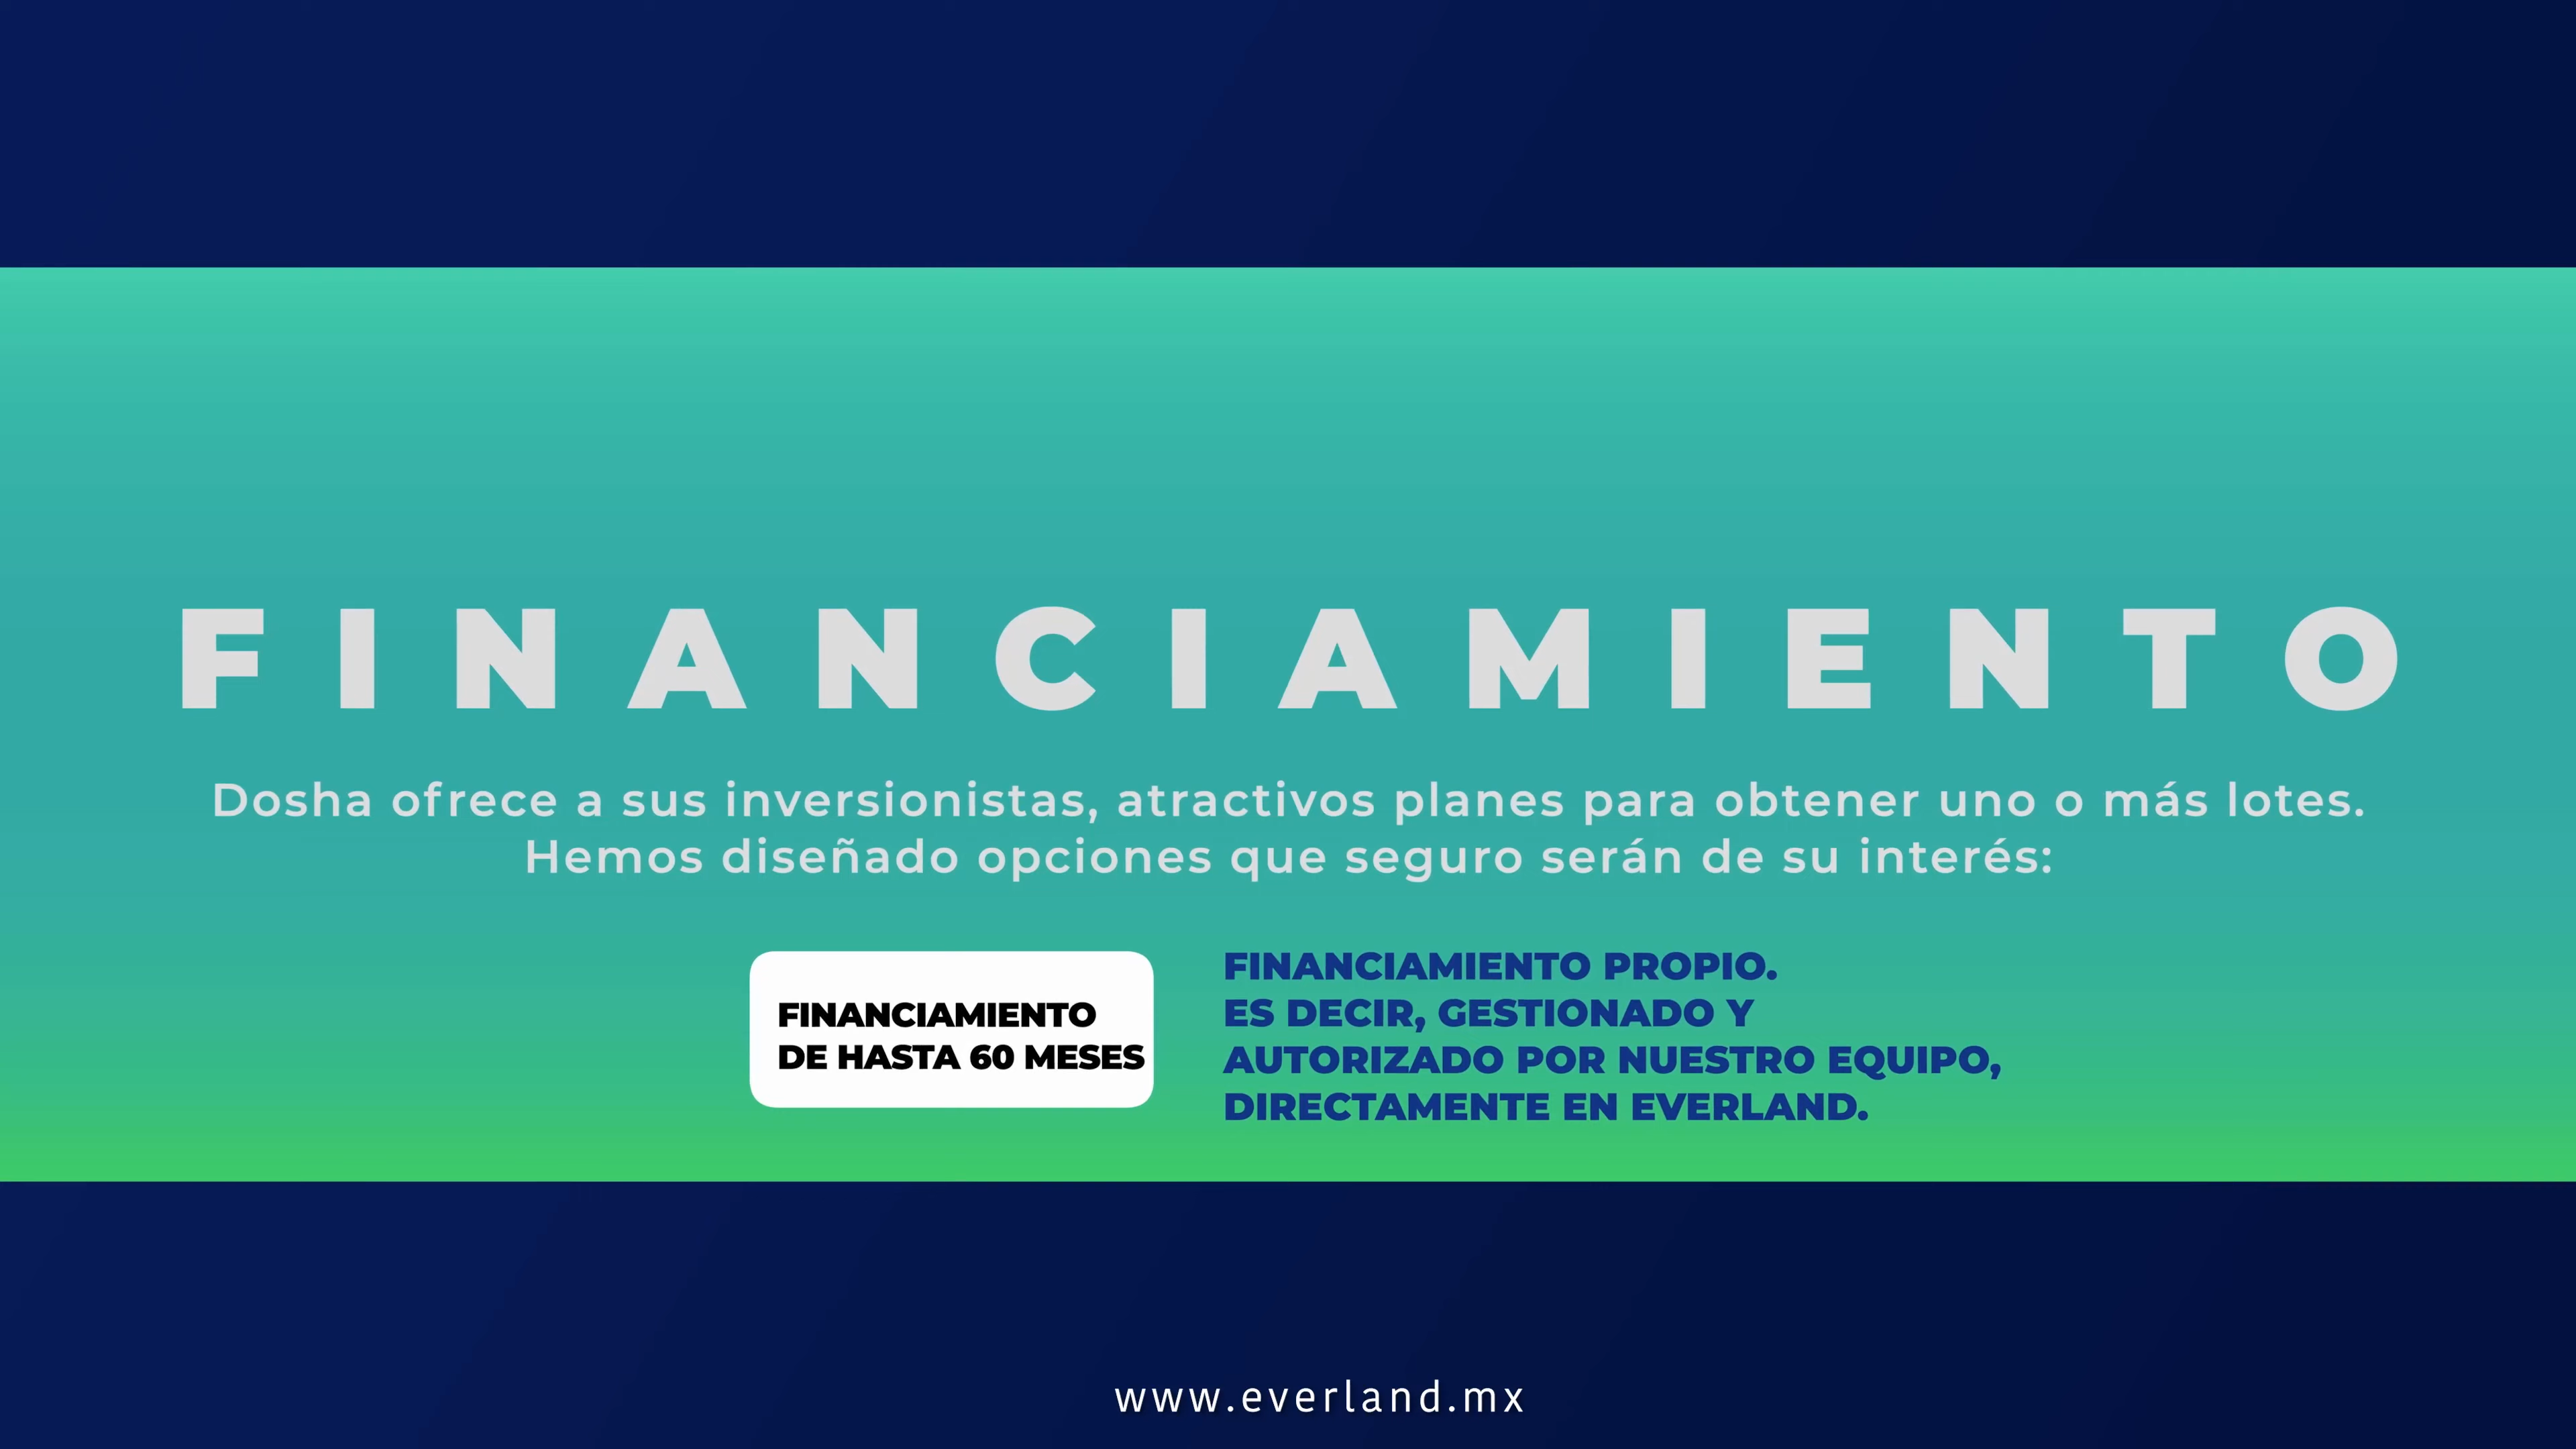 FINANCIAMIENTO
Dosha ofrece a sus inversionistas, atractivos planes para obtener uno o más lotes.
Hemos diseñado opciones que seguro serán de su interés:
FINANCIAMIENTO
DE HASTA 60 MESES
FINANCIAMIENTO PROPIO.
ES DECIR, GESTIONADO Y
AUTORIZADO POR NUESTRO EQUIPO,
DIRECTAMENTE EN EVERLAND.
www.everland.mx